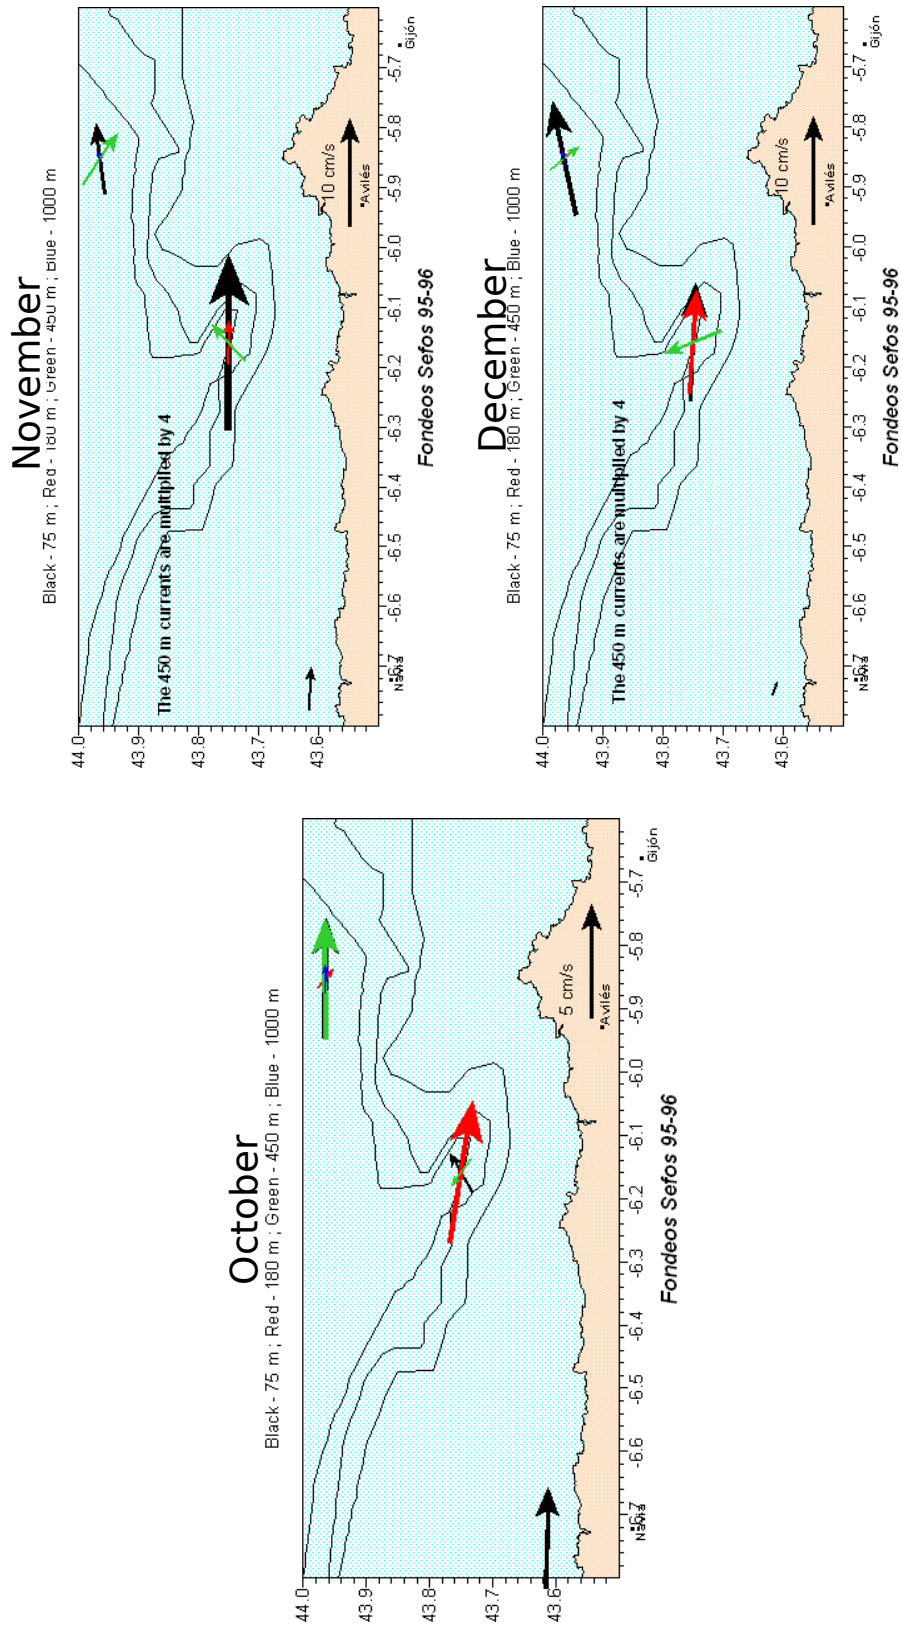 November
Black - 75 m ; Red - 180 m ; Green - 450 m ; Blue - 1000 m
The 450 m currents are multiplied by 4
44.0
43.9
43.8
43.7
43.6
10 cm/s
Navia
Avilés
Gijón
-6.7 -6.6 -6.5 -6.4 -6.3 -6.2 -6.1 -6.0 -5.9 -5.8 -5.7
Fondeos Sefos 95-96
December
Black - 75 m ; Red - 180 m ; Green - 450 m ; Blue - 1000 m
The 450 m currents are multiplied by 4
44.0
43.9
43.8
43.7
43.6
10 cm/s
Navia
Avilés
Gijón
-6.7 -6.6 -6.5 -6.4 -6.3 -6.2 -6.1 -6.0 -5.9 -5.8 -5.7
Fondeos Sefos 95-96
October
Black - 75 m ; Red - 180 m ; Green - 450 m ; Blue - 1000 m
44.0
43.9
43.8
43.7
43.6
5 cm/s
Navia
Avilés
Gijón
-6.7 -6.6 -6.5 -6.4 -6.3 -6.2 -6.1 -6.0 -5.9 -5.8 -5.7
Fondeos Sefos 95-96